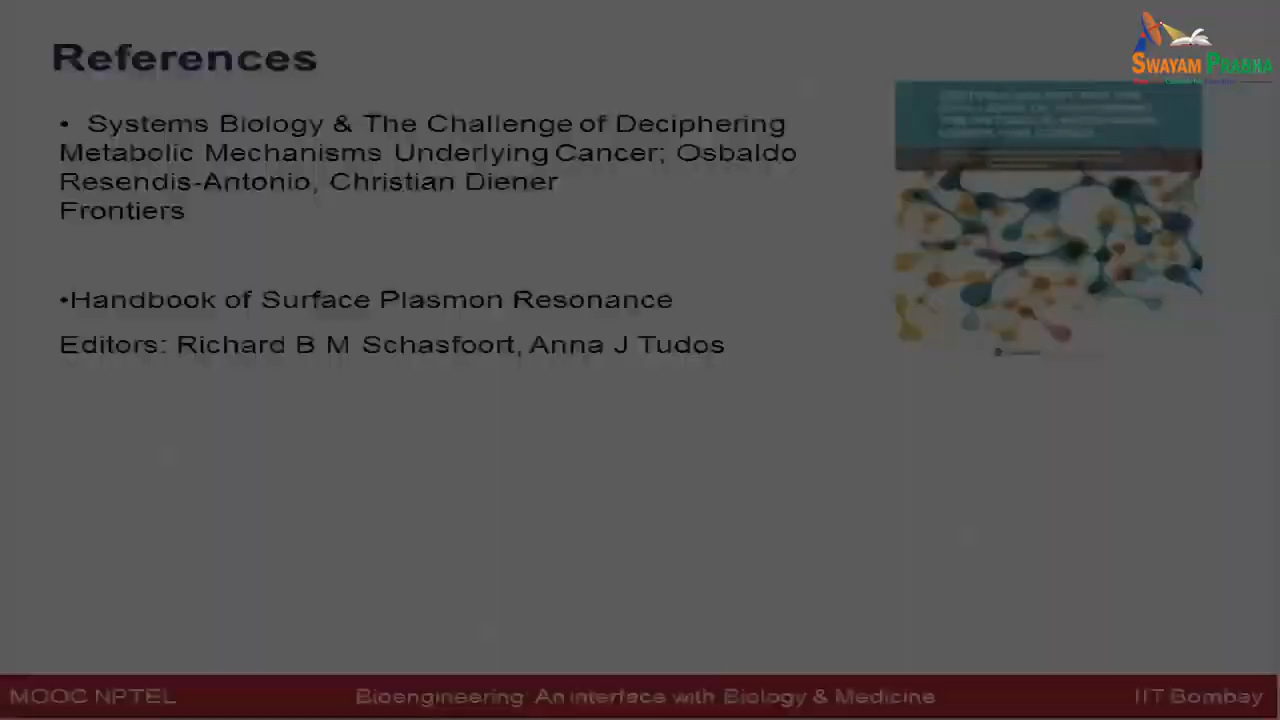 References
SWAYAM PRABHA
• Systems Biology & The Challenge of Deciphering
Metabolic Mechanisms Underlying Cancer; Osbaldo
Resendis-Antonio, Christian Diener
Frontiers
•Handbook of Surface Plasmon Resonance
Editors: Richard B M Schasfoort, Anna J Tudos
MOOC NPTEL
Bioengineering: An interface with Biology & Medicine
IIT Bombay